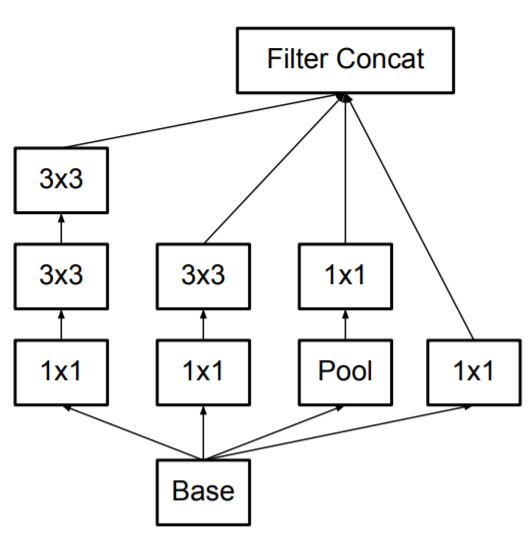 Filter Concat
3x3
3x3
3x3
1x1
1x1
1x1
Pool
1x1
Base